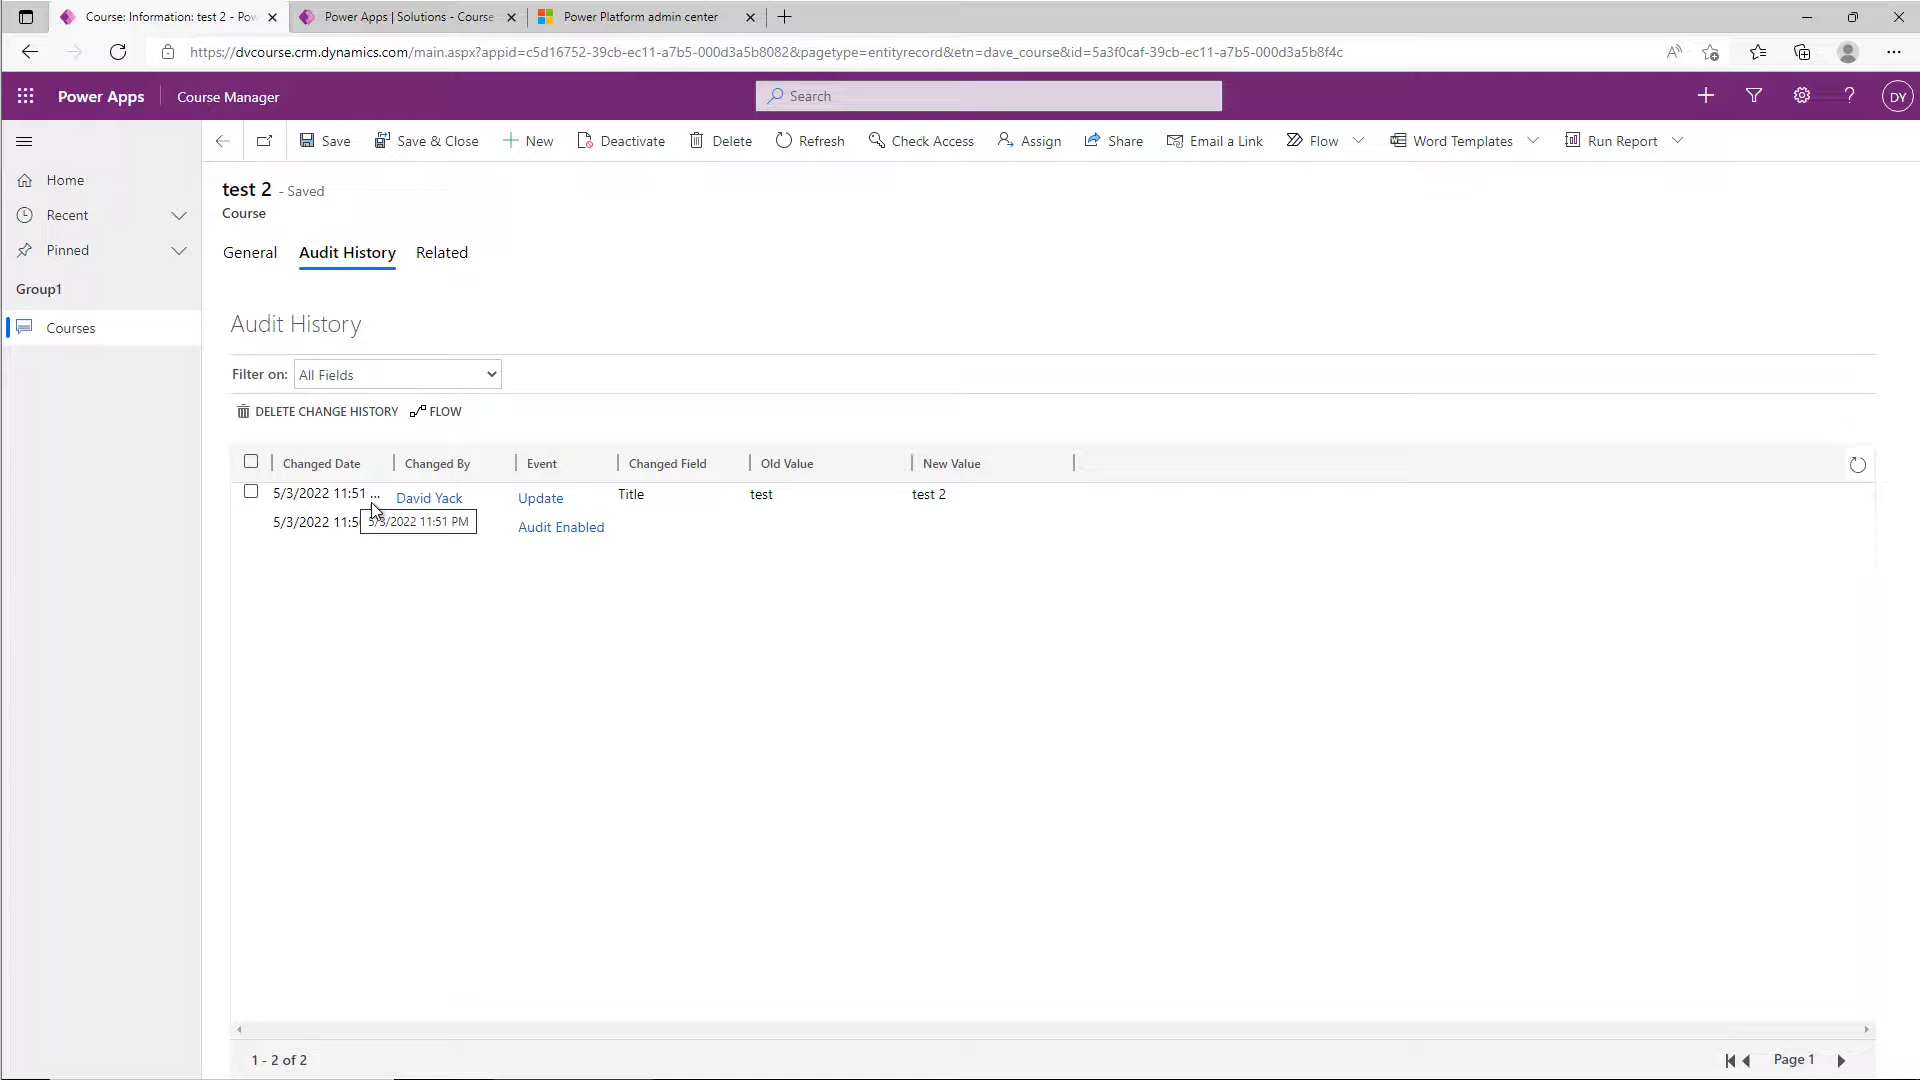 Course: Information: test 2 - Pow
Power Apps | Solutions - Course
Power Platform admin center
https://dvcourse.crm.dynamics.com/main.aspx?appid=c5d16752-39cb-ec11-a7b5-000d3a5b8082&pagetype=entityrecord&etn=dave_course&id=5a3f0caf-39cb-ec11-a7b5-000d3a5b8f4c
Power Apps Course Manager Search DY
Save Save & Close New Deactivate Delete Refresh Check Access Assign Share Email a Link Flow Word Templates Run Report
Home
Recent
Pinned
Group1
Courses
test 2 - Saved
Course
General Audit History Related
Audit History
Filter on: All Fields
DELETE CHANGE HISTORY FLOW
Changed Date Changed By Event Changed Field Old Value New Value
5/3/2022 11:51 ... David Yack Update Title test test 2
5/3/2022 11:5 Audit Enabled
5/3/2022 11:51 PM
1 - 2 of 2
Page 1